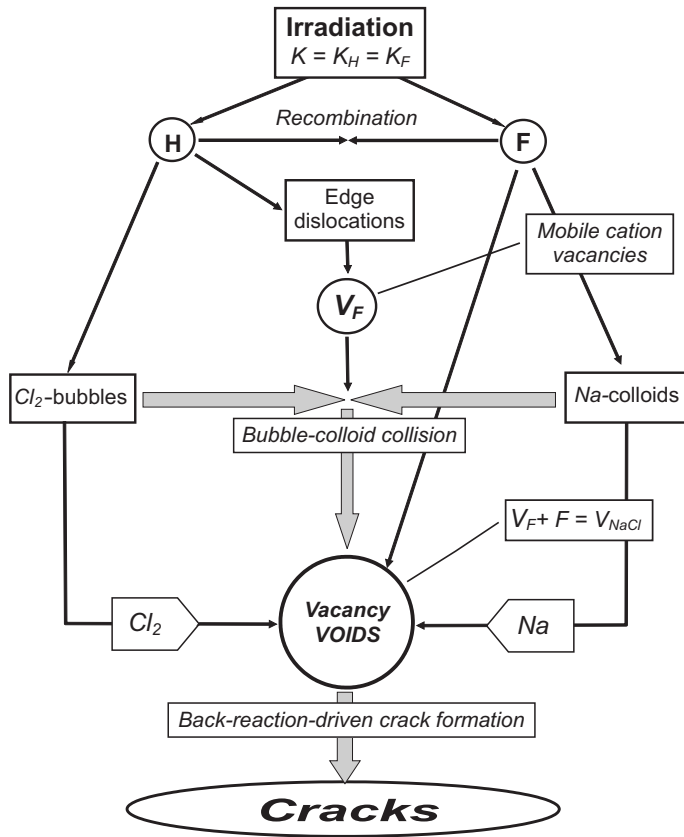 Irradiation
K = K_H = K_F
Recombination
H
F
Edge
dislocations
Mobile cation
vacancies
V_F
Cl_2-bubbles
Na-colloids
Bubble-colloid collision
V_F + F = V_NaCl
Vacancy
VOIDS
Cl_2
Na
Back-reaction-driven crack formation
Cracks